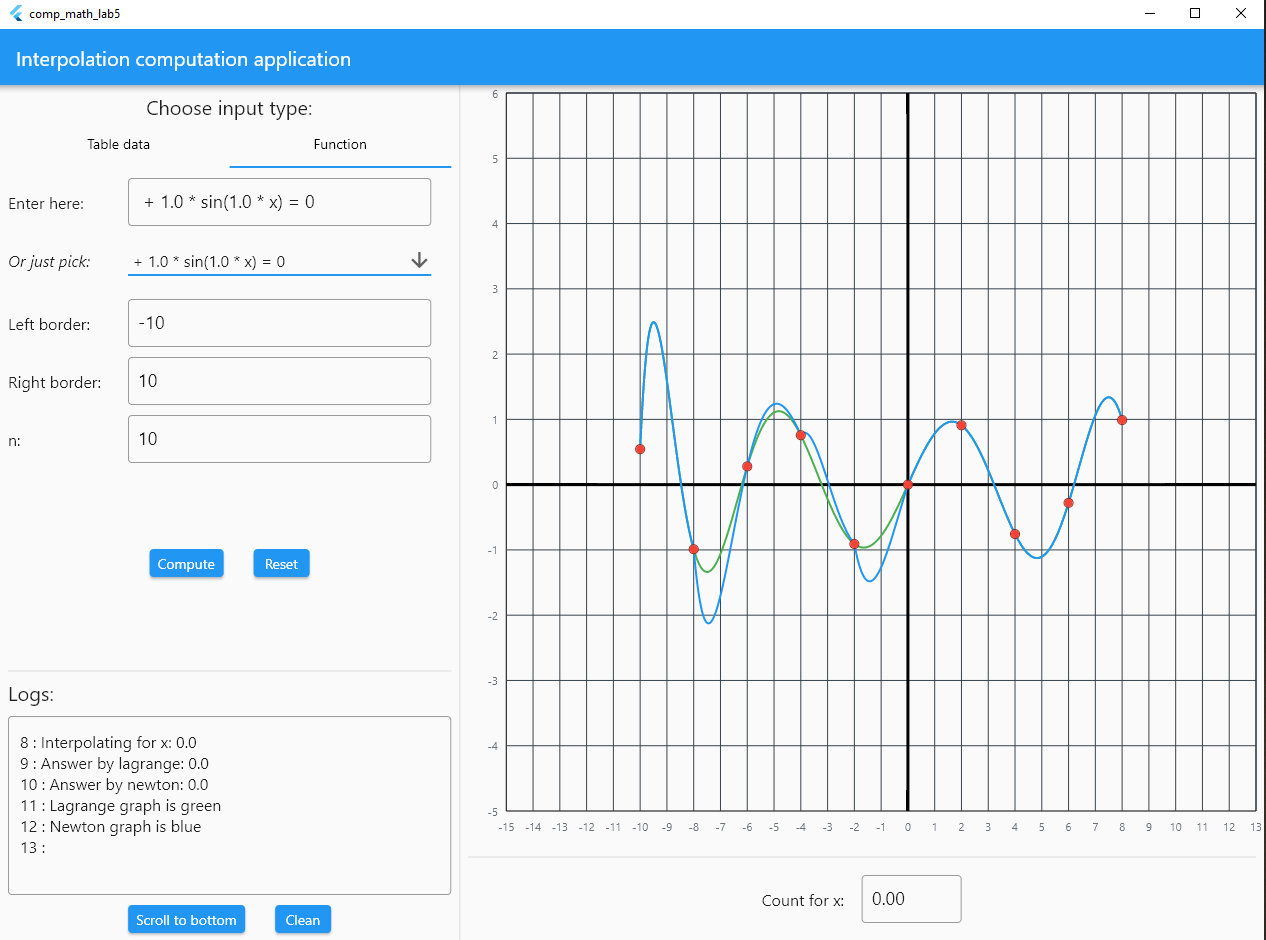 comp_math_lab5
Interpolation computation application
Choose input type:
Table data Function
Enter here: + 1.0 * sin(1.0 * x) = 0
Or just pick: + 1.0 * sin(1.0 * x) = 0
Left border: -10
Right border: 10
n: 10
Compute Reset
Logs:
8 : Interpolating for x: 0.0
9 : Answer by lagrange: 0.0
10 : Answer by newton: 0.0
11 : Lagrange graph is green
12 : Newton graph is blue
13 :
Scroll to bottom Clean
6
5
4
3
2
1
0
-1
-2
-3
-4
-5
-15 -14 -13 -12 -11 -10 -9 -8 -7 -6 -5 -4 -3 -2 -1 0 1 2 3 4 5 6 7 8 9 10 11 12 13
Count for x: 0.00